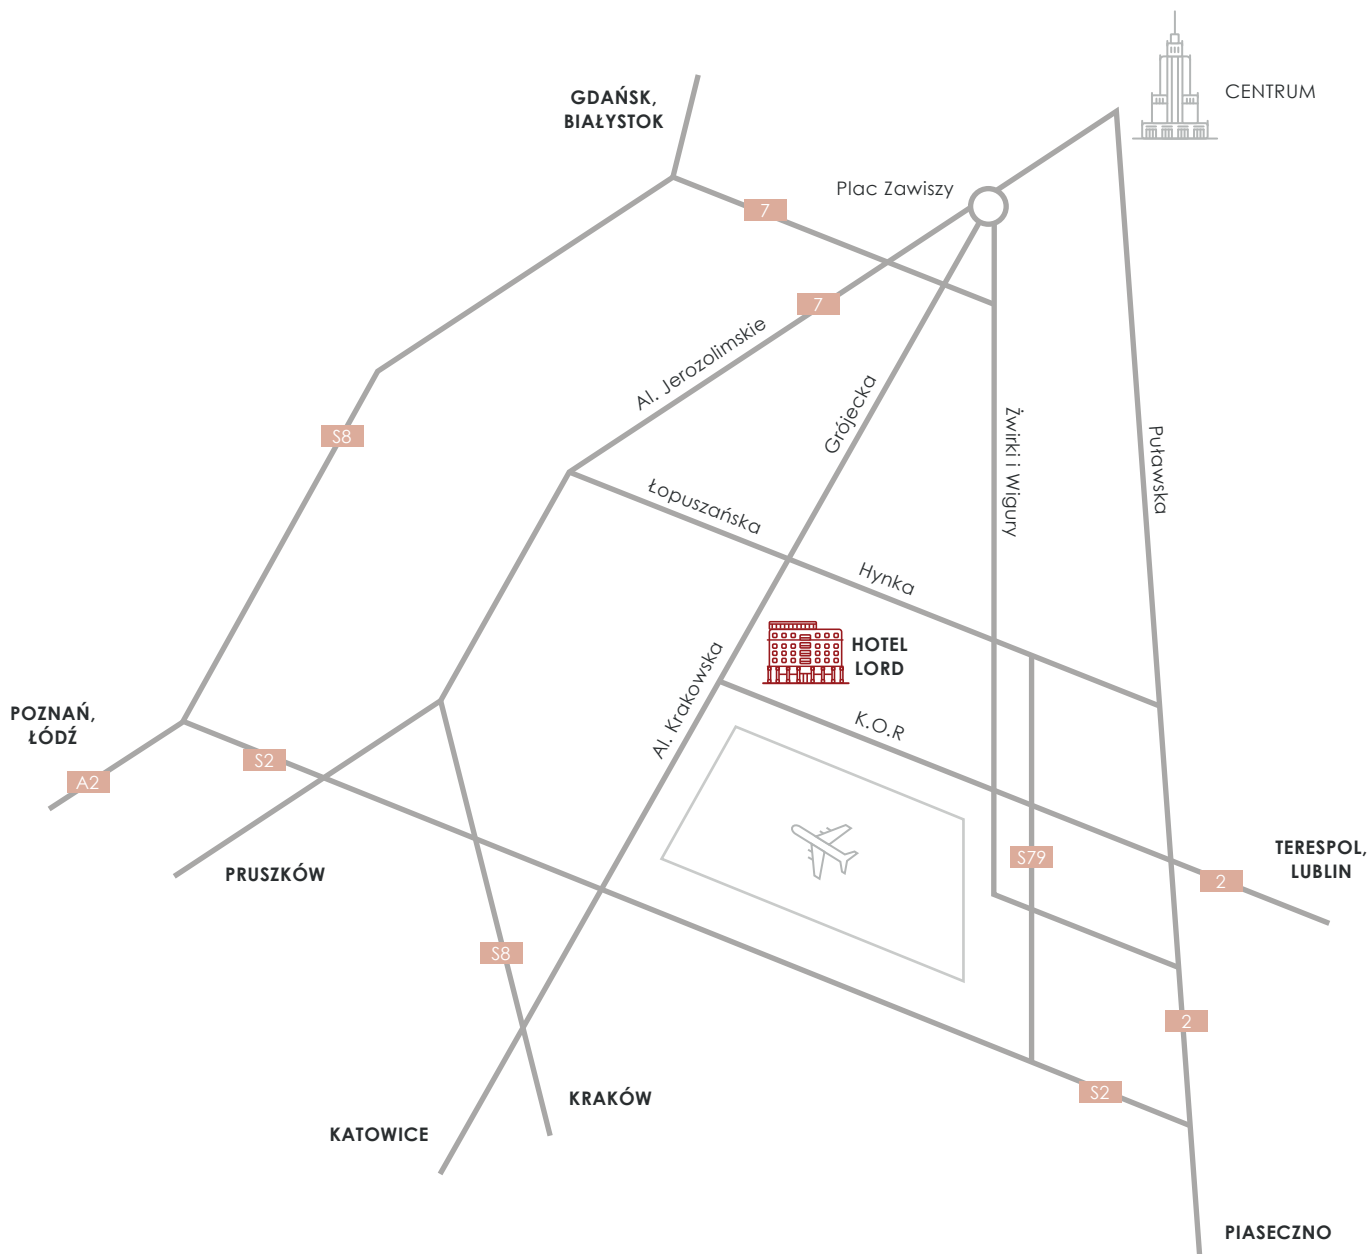 CENTRUM
GDAŃSK,
BIAŁYSTOK
Plac Zawiszy
7
7
Al. Jerozolimskie
Grójecka
Żwirki i Wigury
Puławska
S8
Łopuszańska
Hynka
HOTEL
LORD
Al. Krakowska
K.O.R
POZNAŃ,
ŁÓDŹ
S2
A2
PRUSZKÓW
S79
TERESPOL,
LUBLIN
2
S8
2
S2
KRAKÓW
KATOWICE
PIASECZNO